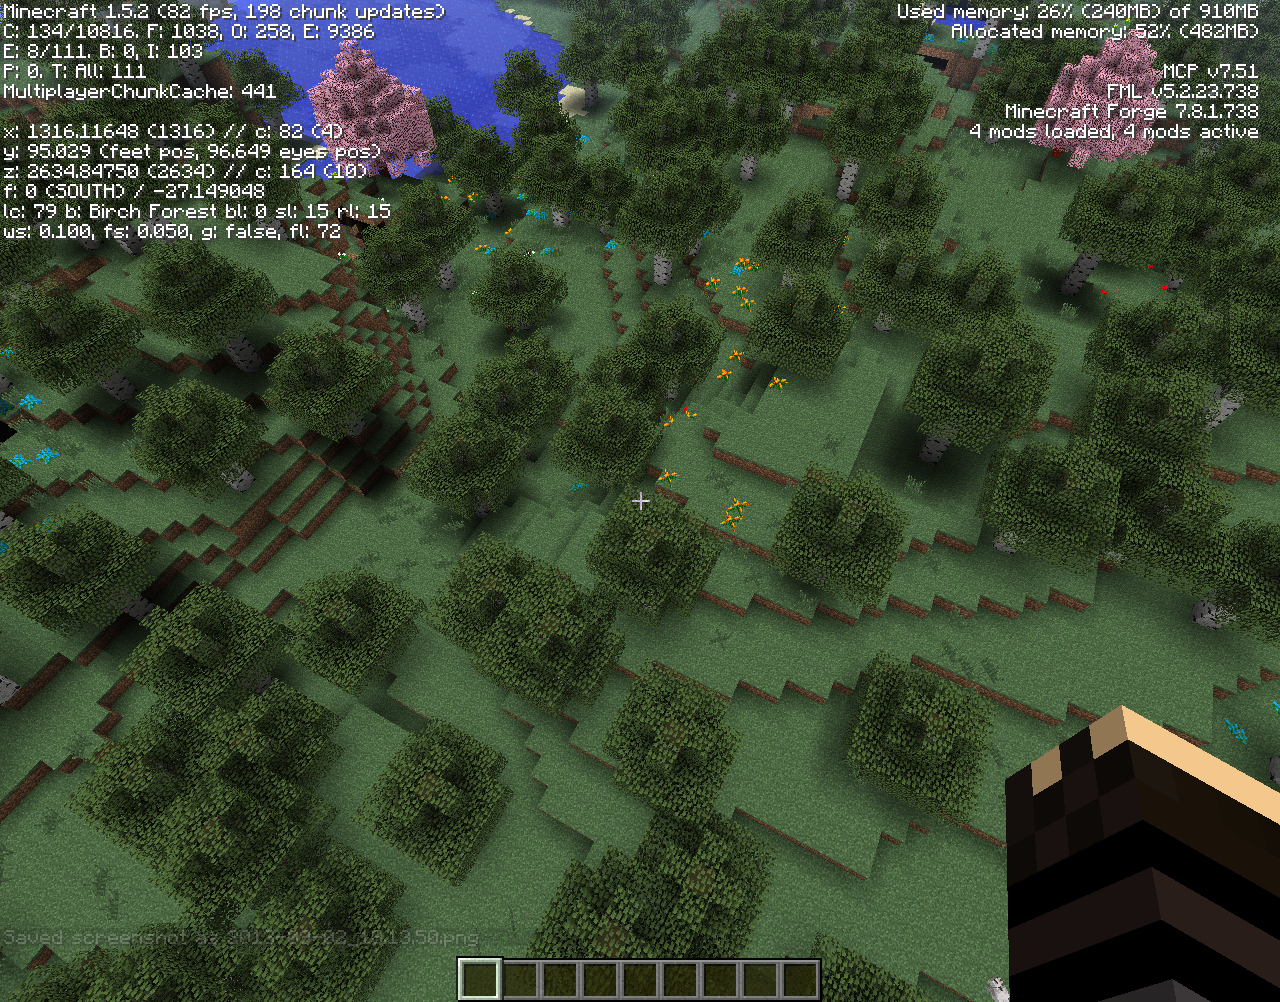 Minecraft 1.5.2 (82 fps, 198 chunk updates)
C: 134/10816. F: 1038, O: 258, E: 9386
E: 8/111. B: 0, I: 103
P: 0. T: All: 111
MultiplayerChunkCache: 441
x: 1316.11648 (1316) // c: 82 (4)
y: 95.029 (feet pos, 96.649 eyes pos)
z: 2634.84750 (2634) // c: 164 (10)
f: 0 (SOUTH) / -27.149048
lc: 79 b: Birch Forest bl: 0 sl: 15 rl: 15
ws: 0.100, fs: 0.050, g: false, fl: 72
Used memory: 26% (240MB) of 910MB
Allocated memory: 52% (482MB)
MCP v7.51
FML v5.2.23.738
Minecraft Forge 7.8.1.738
4 mods loaded, 4 mods active
Saved screenshot as